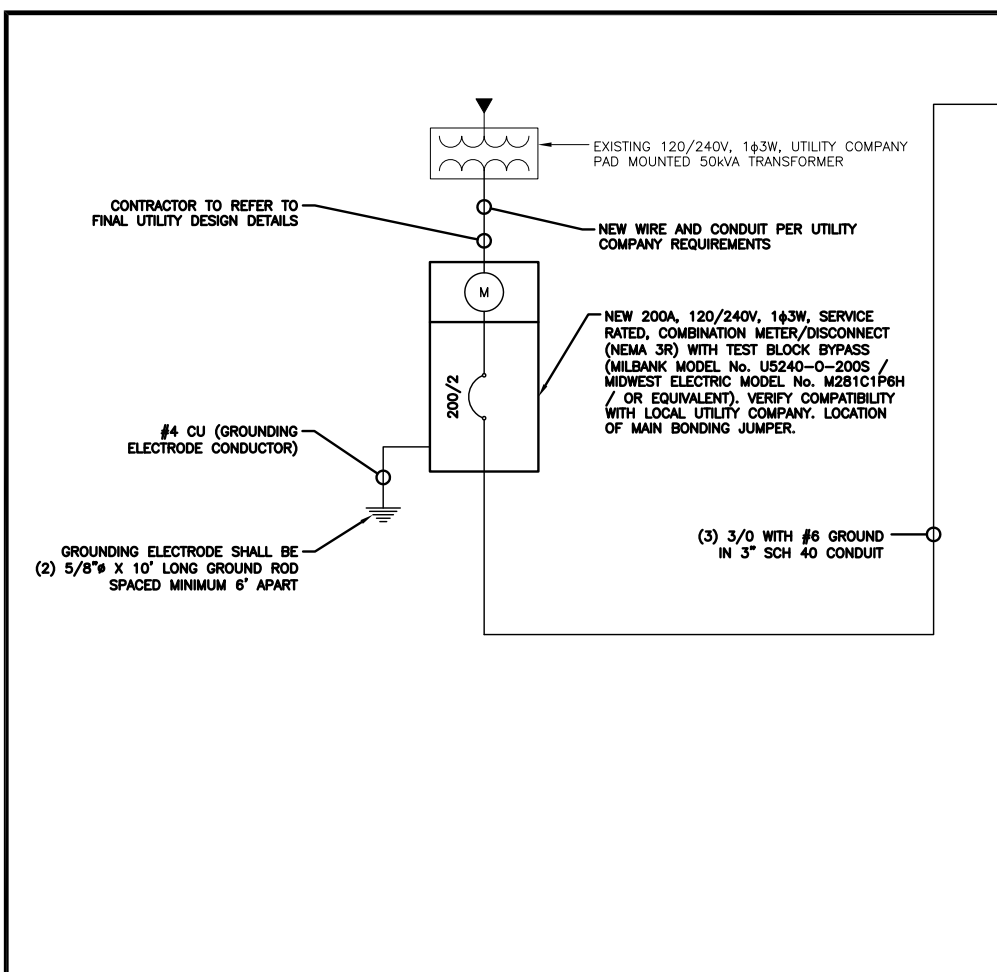 EXISTING 120/240V, 1ϕ3W, UTILITY COMPANY
PAD MOUNTED 50kVA TRANSFORMER
CONTRACTOR TO REFER TO
FINAL UTILITY DESIGN DETAILS
NEW WIRE AND CONDUIT PER UTILITY
COMPANY REQUIREMENTS
M
NEW 200A, 120/240V, 1ϕ3W, SERVICE
RATED, COMBINATION METER/DISCONNECT
(NEMA 3R) WITH TEST BLOCK BYPASS
(MILBANK MODEL No. U5240-O-200S /
MIDWEST ELECTRIC MODEL No. M281C1P6H
/ OR EQUIVALENT). VERIFY COMPATIBILITY
WITH LOCAL UTILITY COMPANY. LOCATION
OF MAIN BONDING JUMPER.
200/2
#4 CU (GROUNDING
ELECTRODE CONDUCTOR)
GROUNDING ELECTRODE SHALL BE
(2) 5/8"ø X 10' LONG GROUND ROD
SPACED MINIMUM 6' APART
(3) 3/0 WITH #6 GROUND
IN 3" SCH 40 CONDUIT